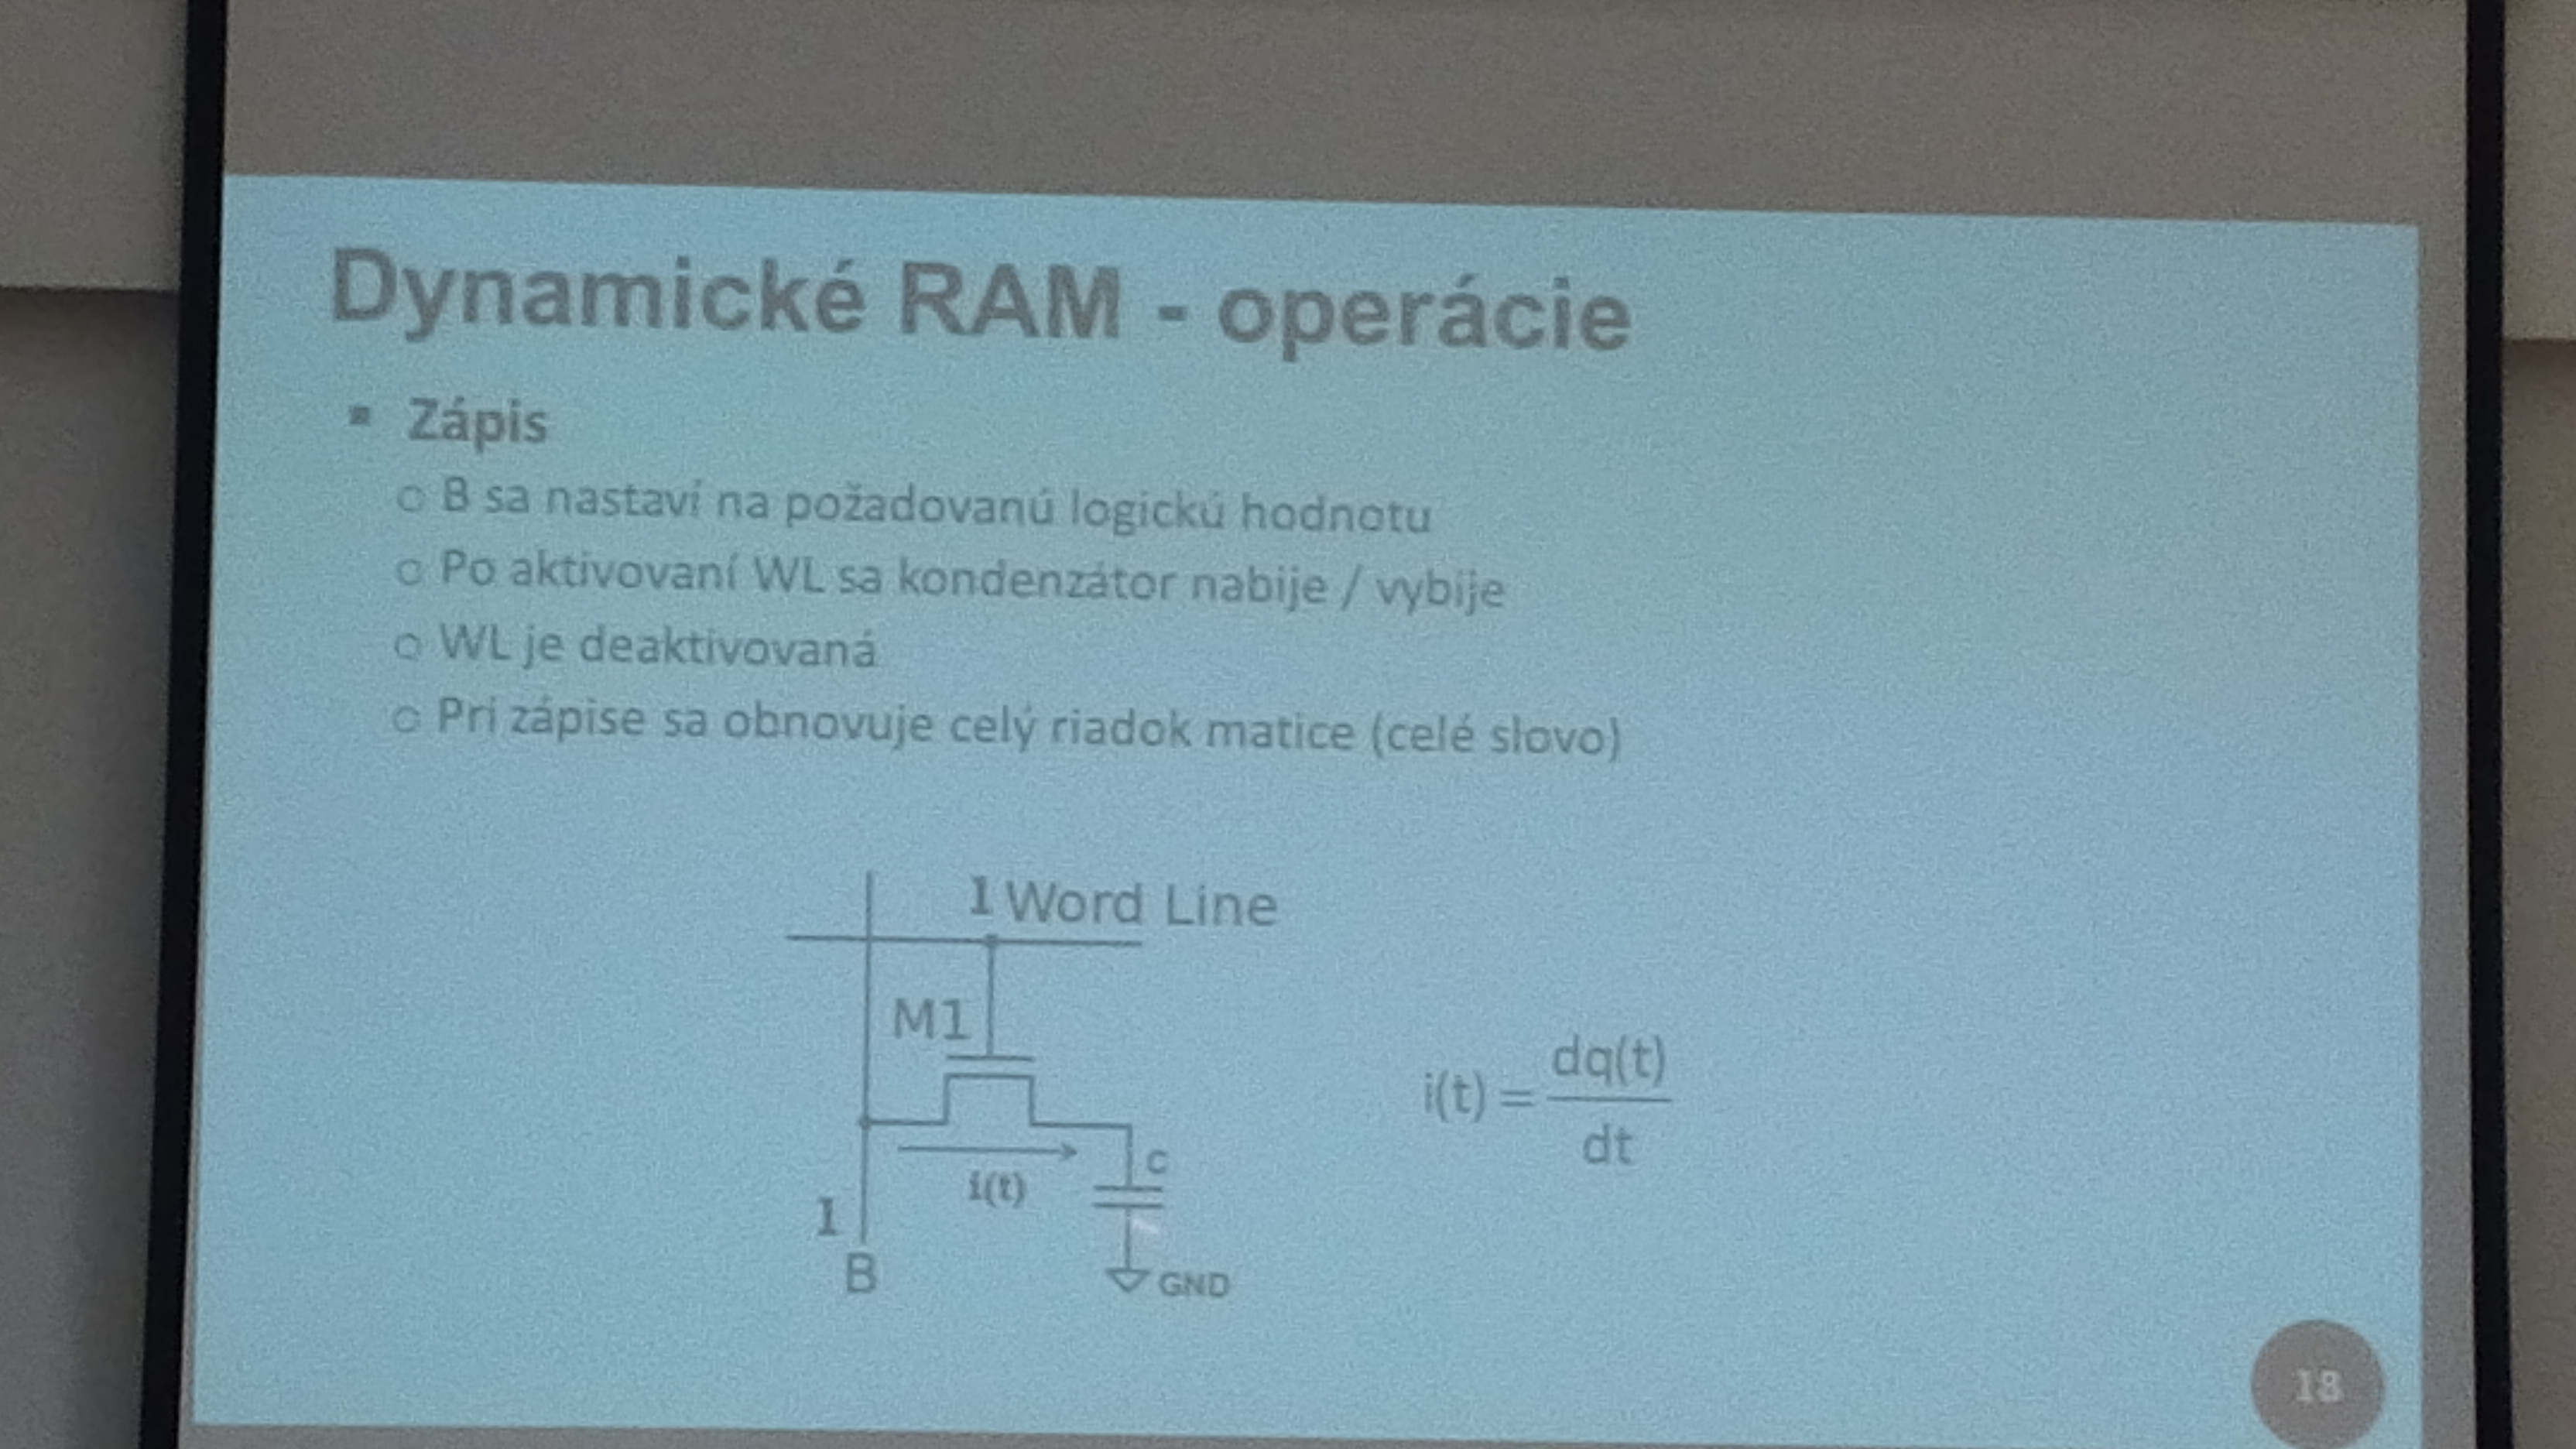 Dynamické RAM - operácie
▪ Zápis
○ B sa nastaví na požadovanú logickú hodnotu
○ Po aktivovaní WL sa kondenzátor nabije / vybije
○ WL je deaktivovaná
○ Pri zápise sa obnovuje celý riadok matice (celé slovo)
1 Word Line
M1
i(t) = dq(t) / dt
c
i(t)
1
B
GND
18